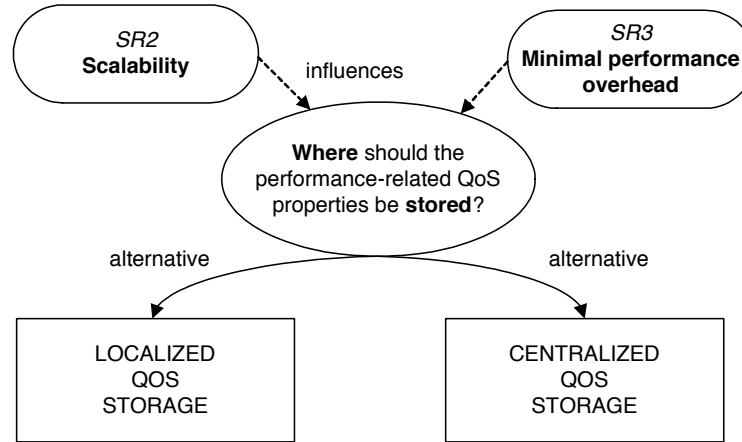 SR2
Scalability
SR3
Minimal performance
overhead
influences
Where should the
performance-related QoS
properties be stored?
alternative
alternative
LOCALIZED
QOS
STORAGE
CENTRALIZED
QOS
STORAGE